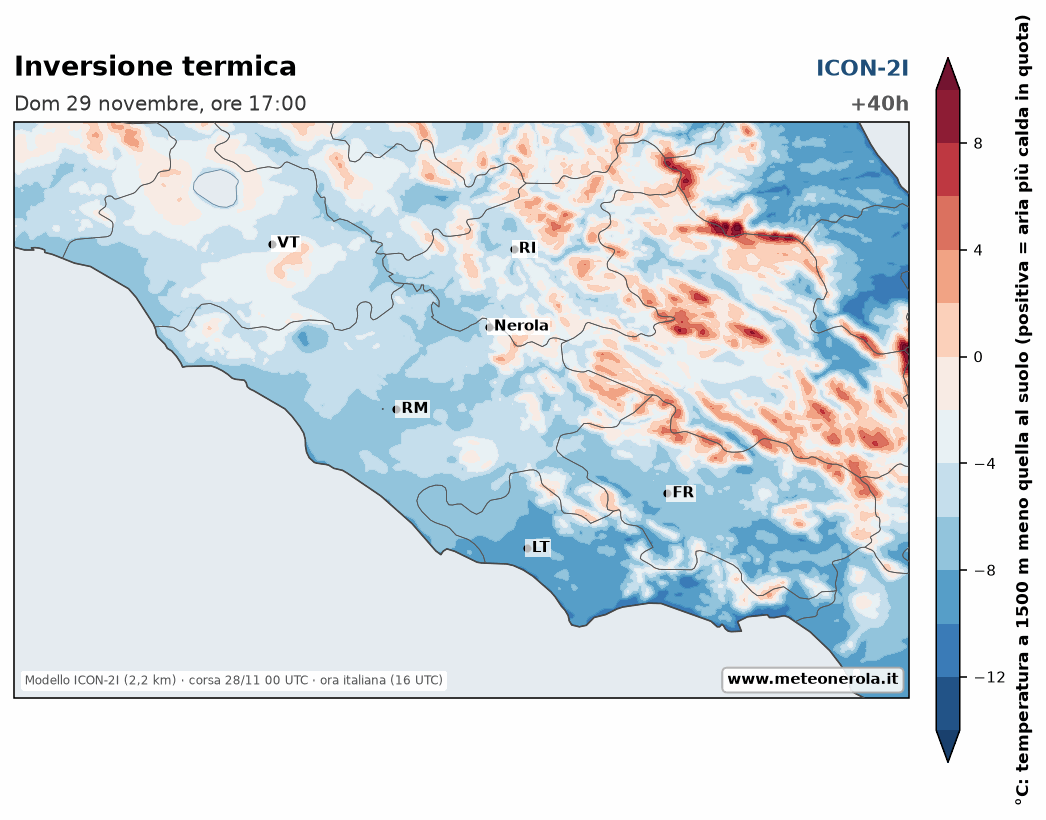 Inversione termica
ICON-2I
Dom 29 novembre, ore 17:00
+40h
VT
RI
Nerola
RM
FR
LT
Modello ICON-2I (2,2 km) · corsa 28/11 00 UTC · ora italiana (16 UTC)
www.meteonerola.it
8
4
0
−4
−8
−12
°C: temperatura a 1500 m meno quella al suolo (positiva = aria più calda in quota)